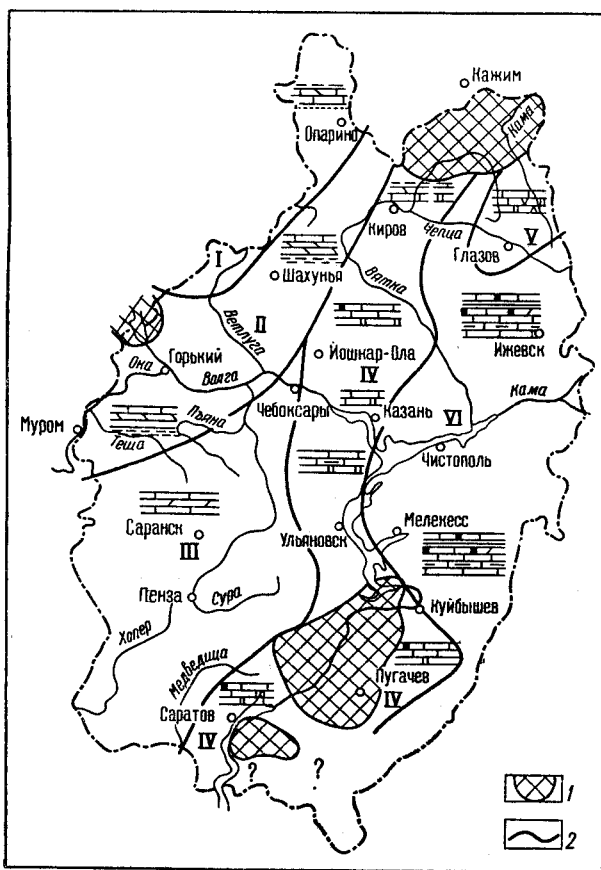 Кажим
Опарино
Кама
Киров
Чепца
Глазов
V
I
Шахунья
Вятка
Ветлуга
II
Ижевск
Йошкар-Ола
IV
Горький
Ока
Волга
Кама
Чебоксары
Казань
VI
Муром
Пьяна
Теша
Чистополь
Саранск
III
Ульяновск
Мелекесс
Пенза
Сура
Куйбышев
Хопер
Медведица
Пугачев
IV
Саратов
IV
? ?
1
2